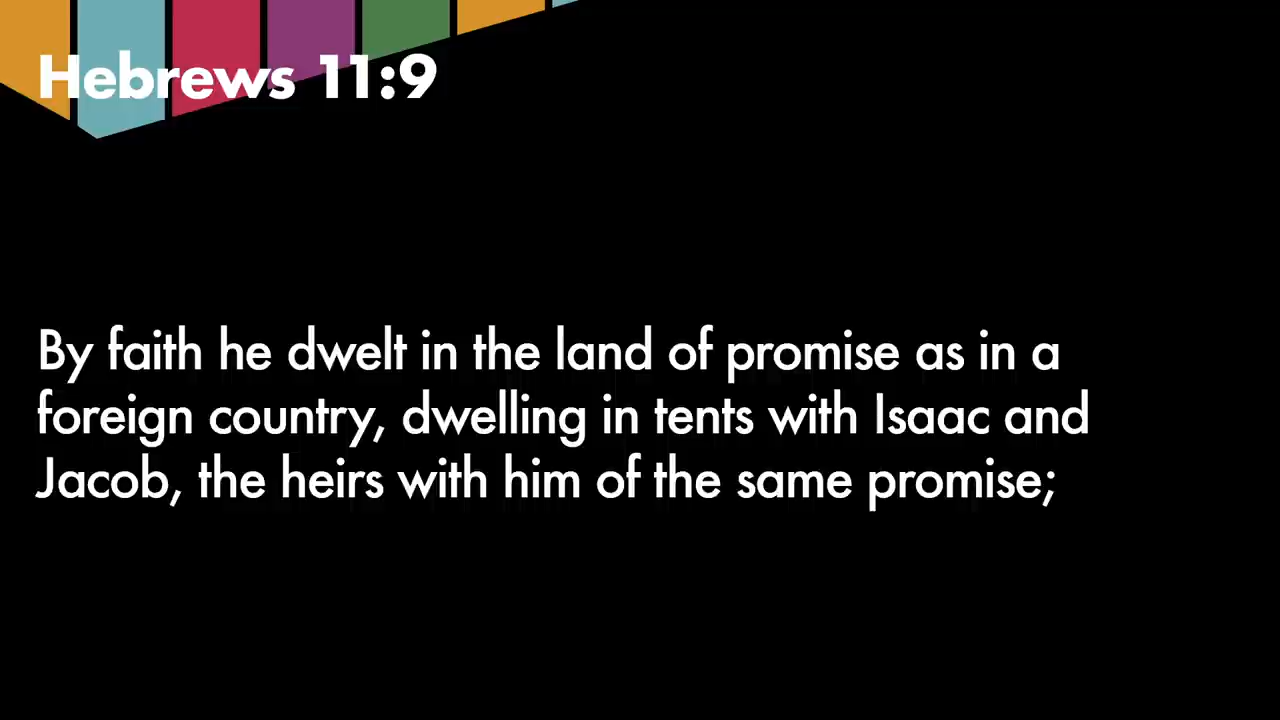 Hebrews 11:9
By faith he dwelt in the land of promise as in a
foreign country, dwelling in tents with Isaac and
Jacob, the heirs with him of the same promise;